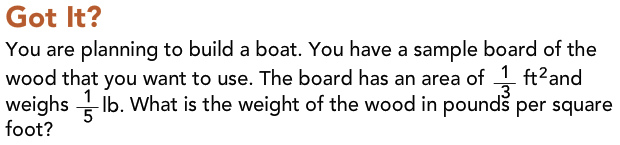 Got It?
You are planning to build a boat. You have a sample board of the
wood that you want to use. The board has an area of 1/3 ft² and
weighs 1/5 lb. What is the weight of the wood in pounds per square
foot?